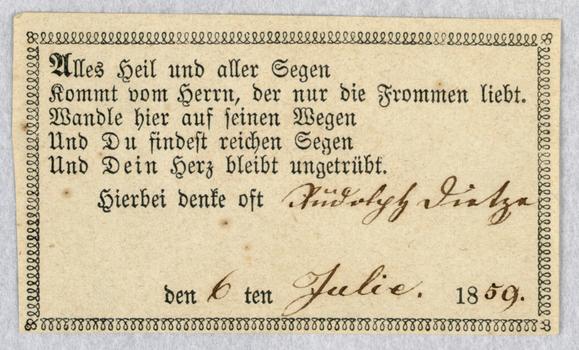 Alles Heil und aller Segen
Kommt vom Herrn, der nur die Frommen liebt.
Wandle hier auf seinen Wegen
Und Du findest reichen Segen
Und Dein Herz bleibt ungetrübt.
Hierbei denke oft Rudolph Dietze
den 6 ten Julie. 1859.